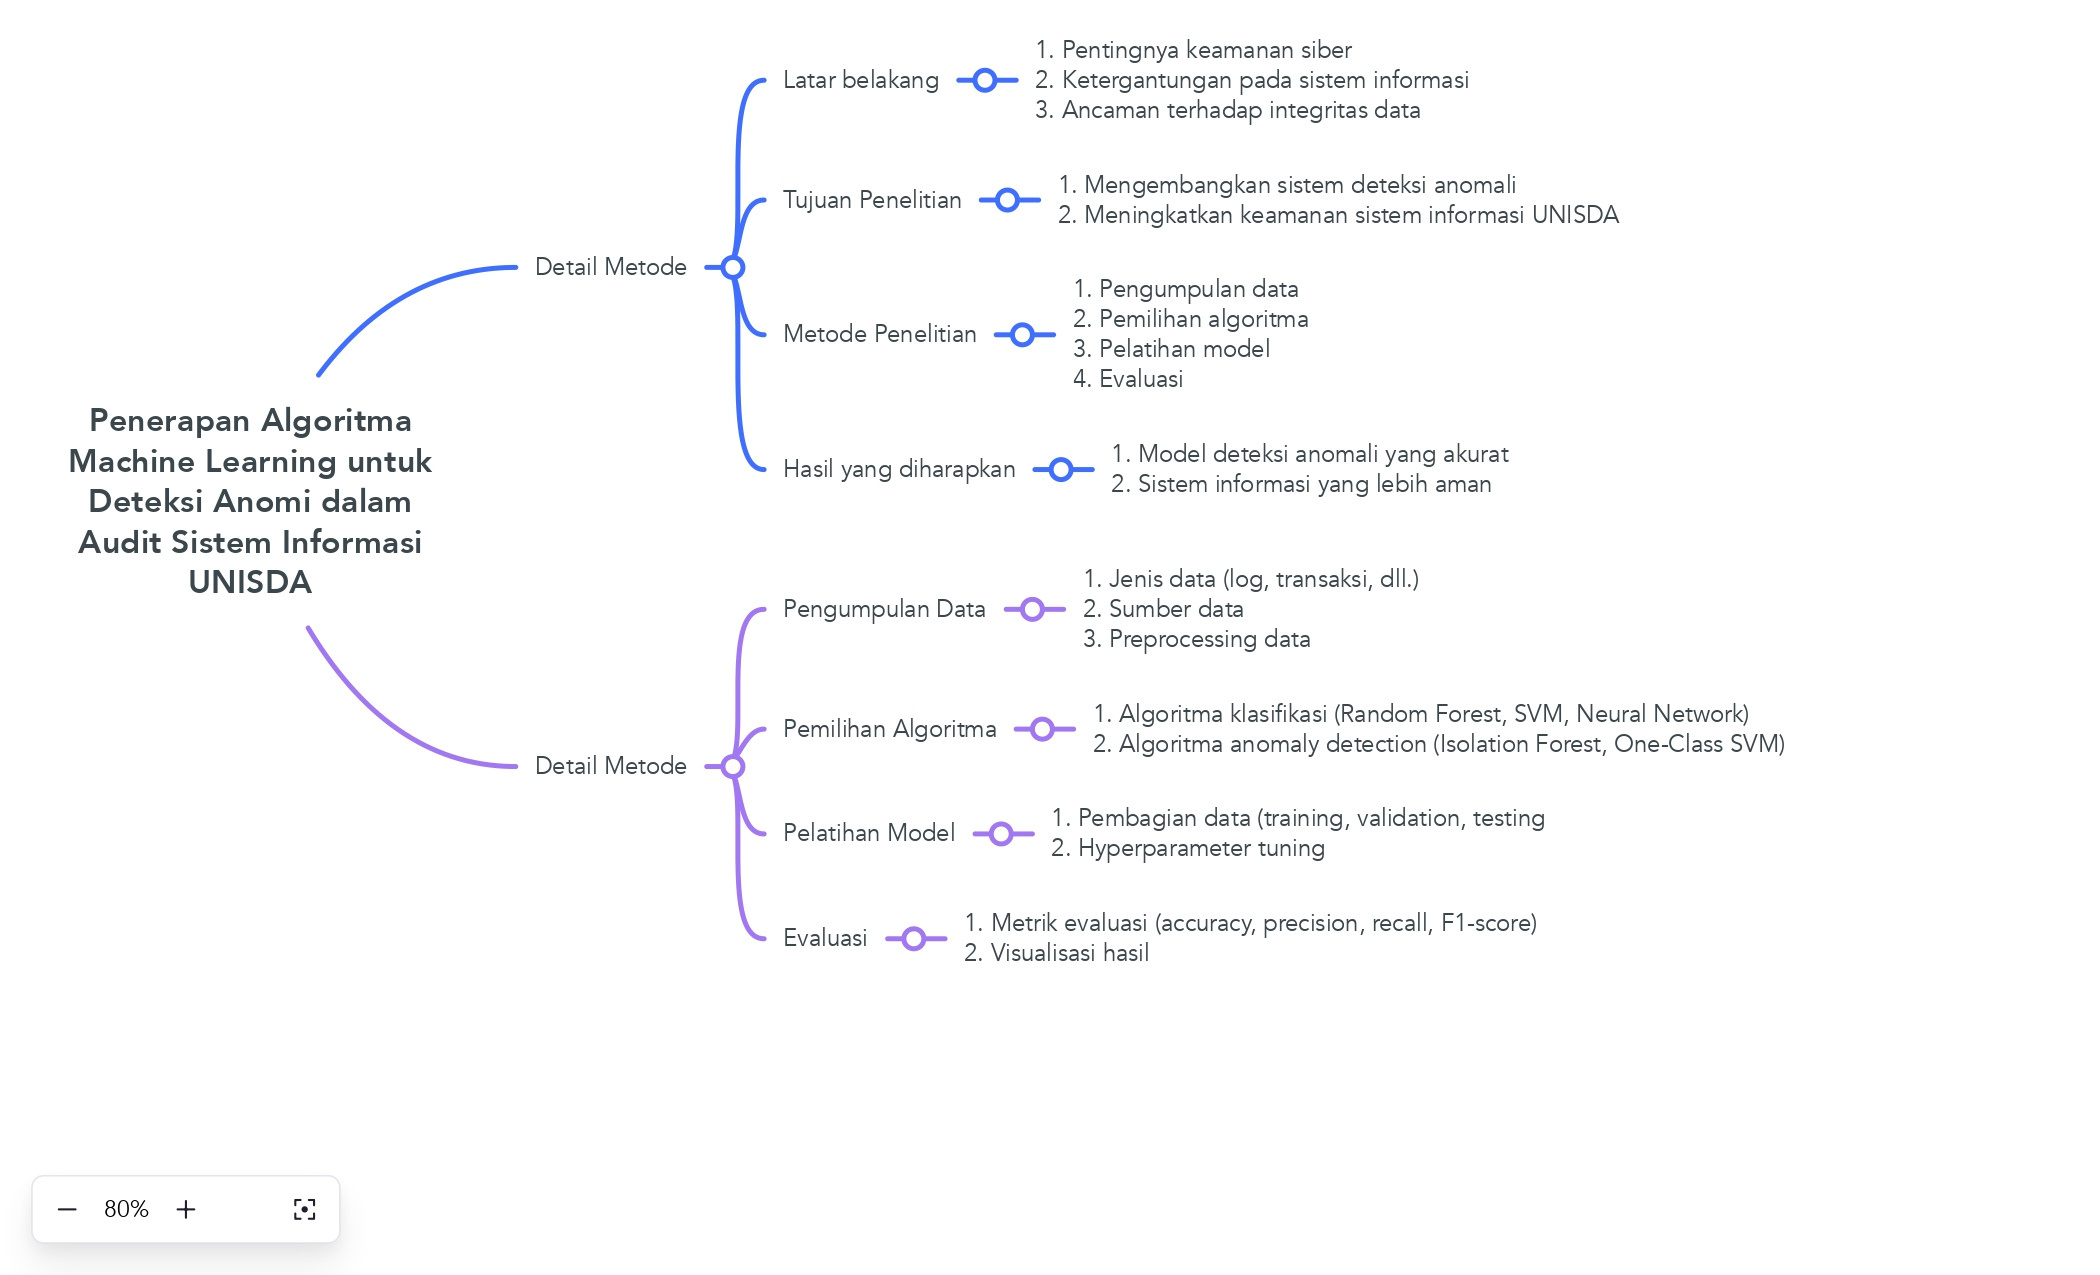 Penerapan Algoritma
Machine Learning untuk
Deteksi Anomi dalam
Audit Sistem Informasi
UNISDA
Detail Metode
Latar belakang
1. Pentingnya keamanan siber
2. Ketergantungan pada sistem informasi
3. Ancaman terhadap integritas data
Tujuan Penelitian
1. Mengembangkan sistem deteksi anomali
2. Meningkatkan keamanan sistem informasi UNISDA
Metode Penelitian
1. Pengumpulan data
2. Pemilihan algoritma
3. Pelatihan model
4. Evaluasi
Hasil yang diharapkan
1. Model deteksi anomali yang akurat
2. Sistem informasi yang lebih aman
Detail Metode
Pengumpulan Data
1. Jenis data (log, transaksi, dll.)
2. Sumber data
3. Preprocessing data
Pemilihan Algoritma
1. Algoritma klasifikasi (Random Forest, SVM, Neural Network)
2. Algoritma anomaly detection (Isolation Forest, One-Class SVM)
Pelatihan Model
1. Pembagian data (training, validation, testing
2. Hyperparameter tuning
Evaluasi
1. Metrik evaluasi (accuracy, precision, recall, F1-score)
2. Visualisasi hasil
80%